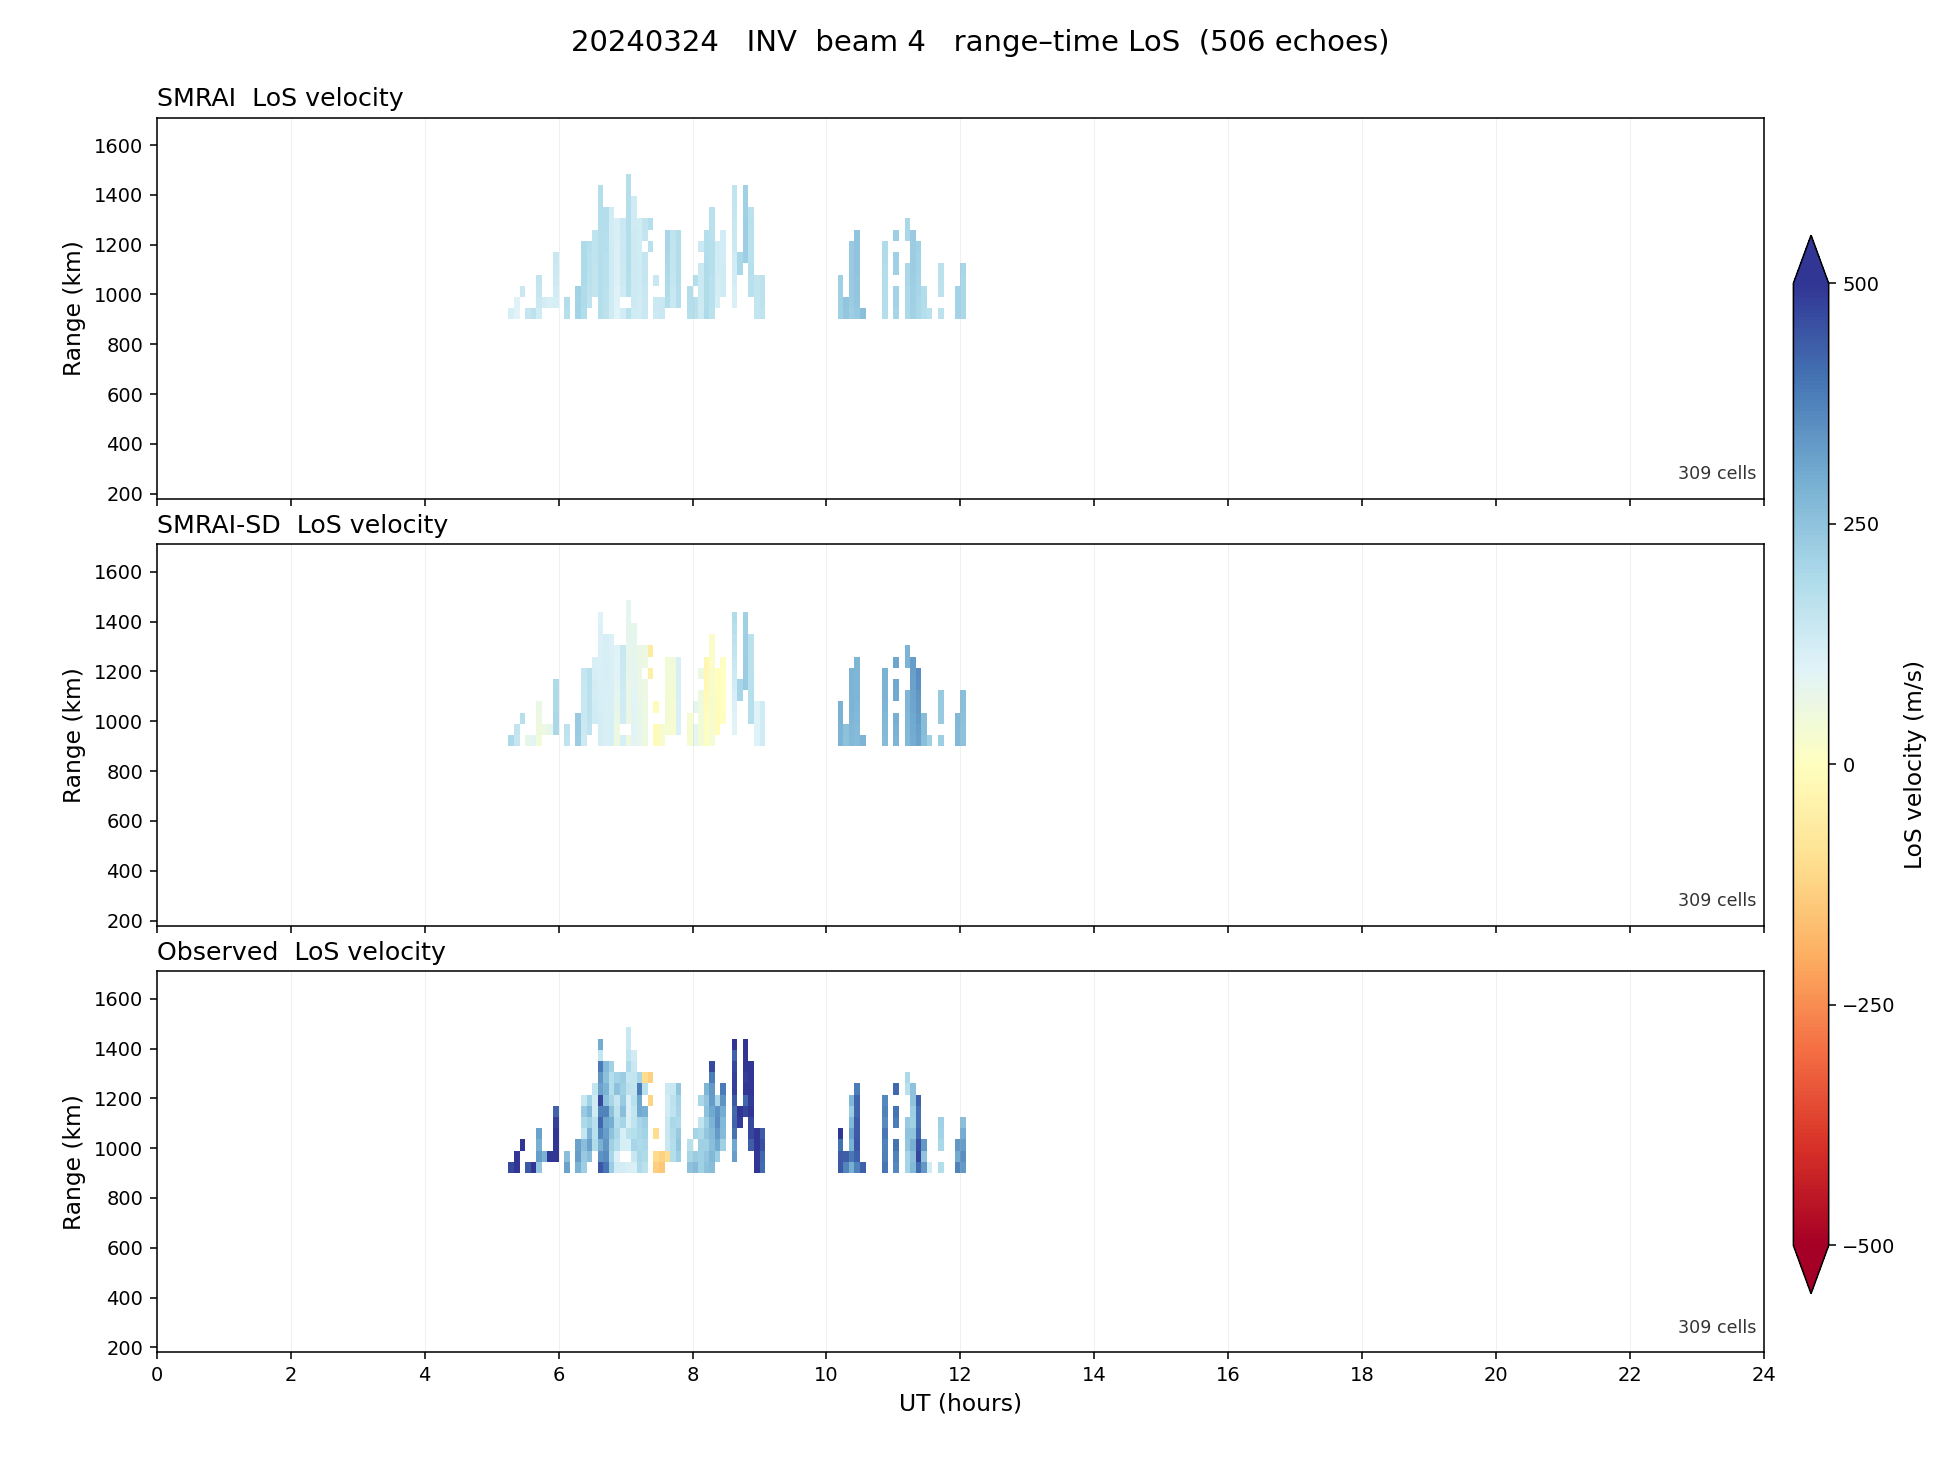 20240324   INV  beam 4   range–time LoS  (506 echoes)
SMRAI  LoS velocity
1600
1400
1200
1000
800
600
400
200
Range (km)
309 cells
SMRAI-SD  LoS velocity
1600
1400
1200
1000
800
600
400
200
Range (km)
309 cells
Observed  LoS velocity
1600
1400
1200
1000
800
600
400
200
Range (km)
309 cells
0 2 4 6 8 10 12 14 16 18 20 22 24
UT (hours)
500
250
0
−250
−500
LoS velocity (m/s)